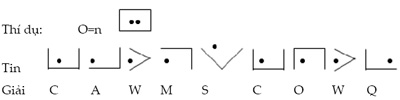 Thí dụ: O=n
Tin
Giải C A W M S C O W Q